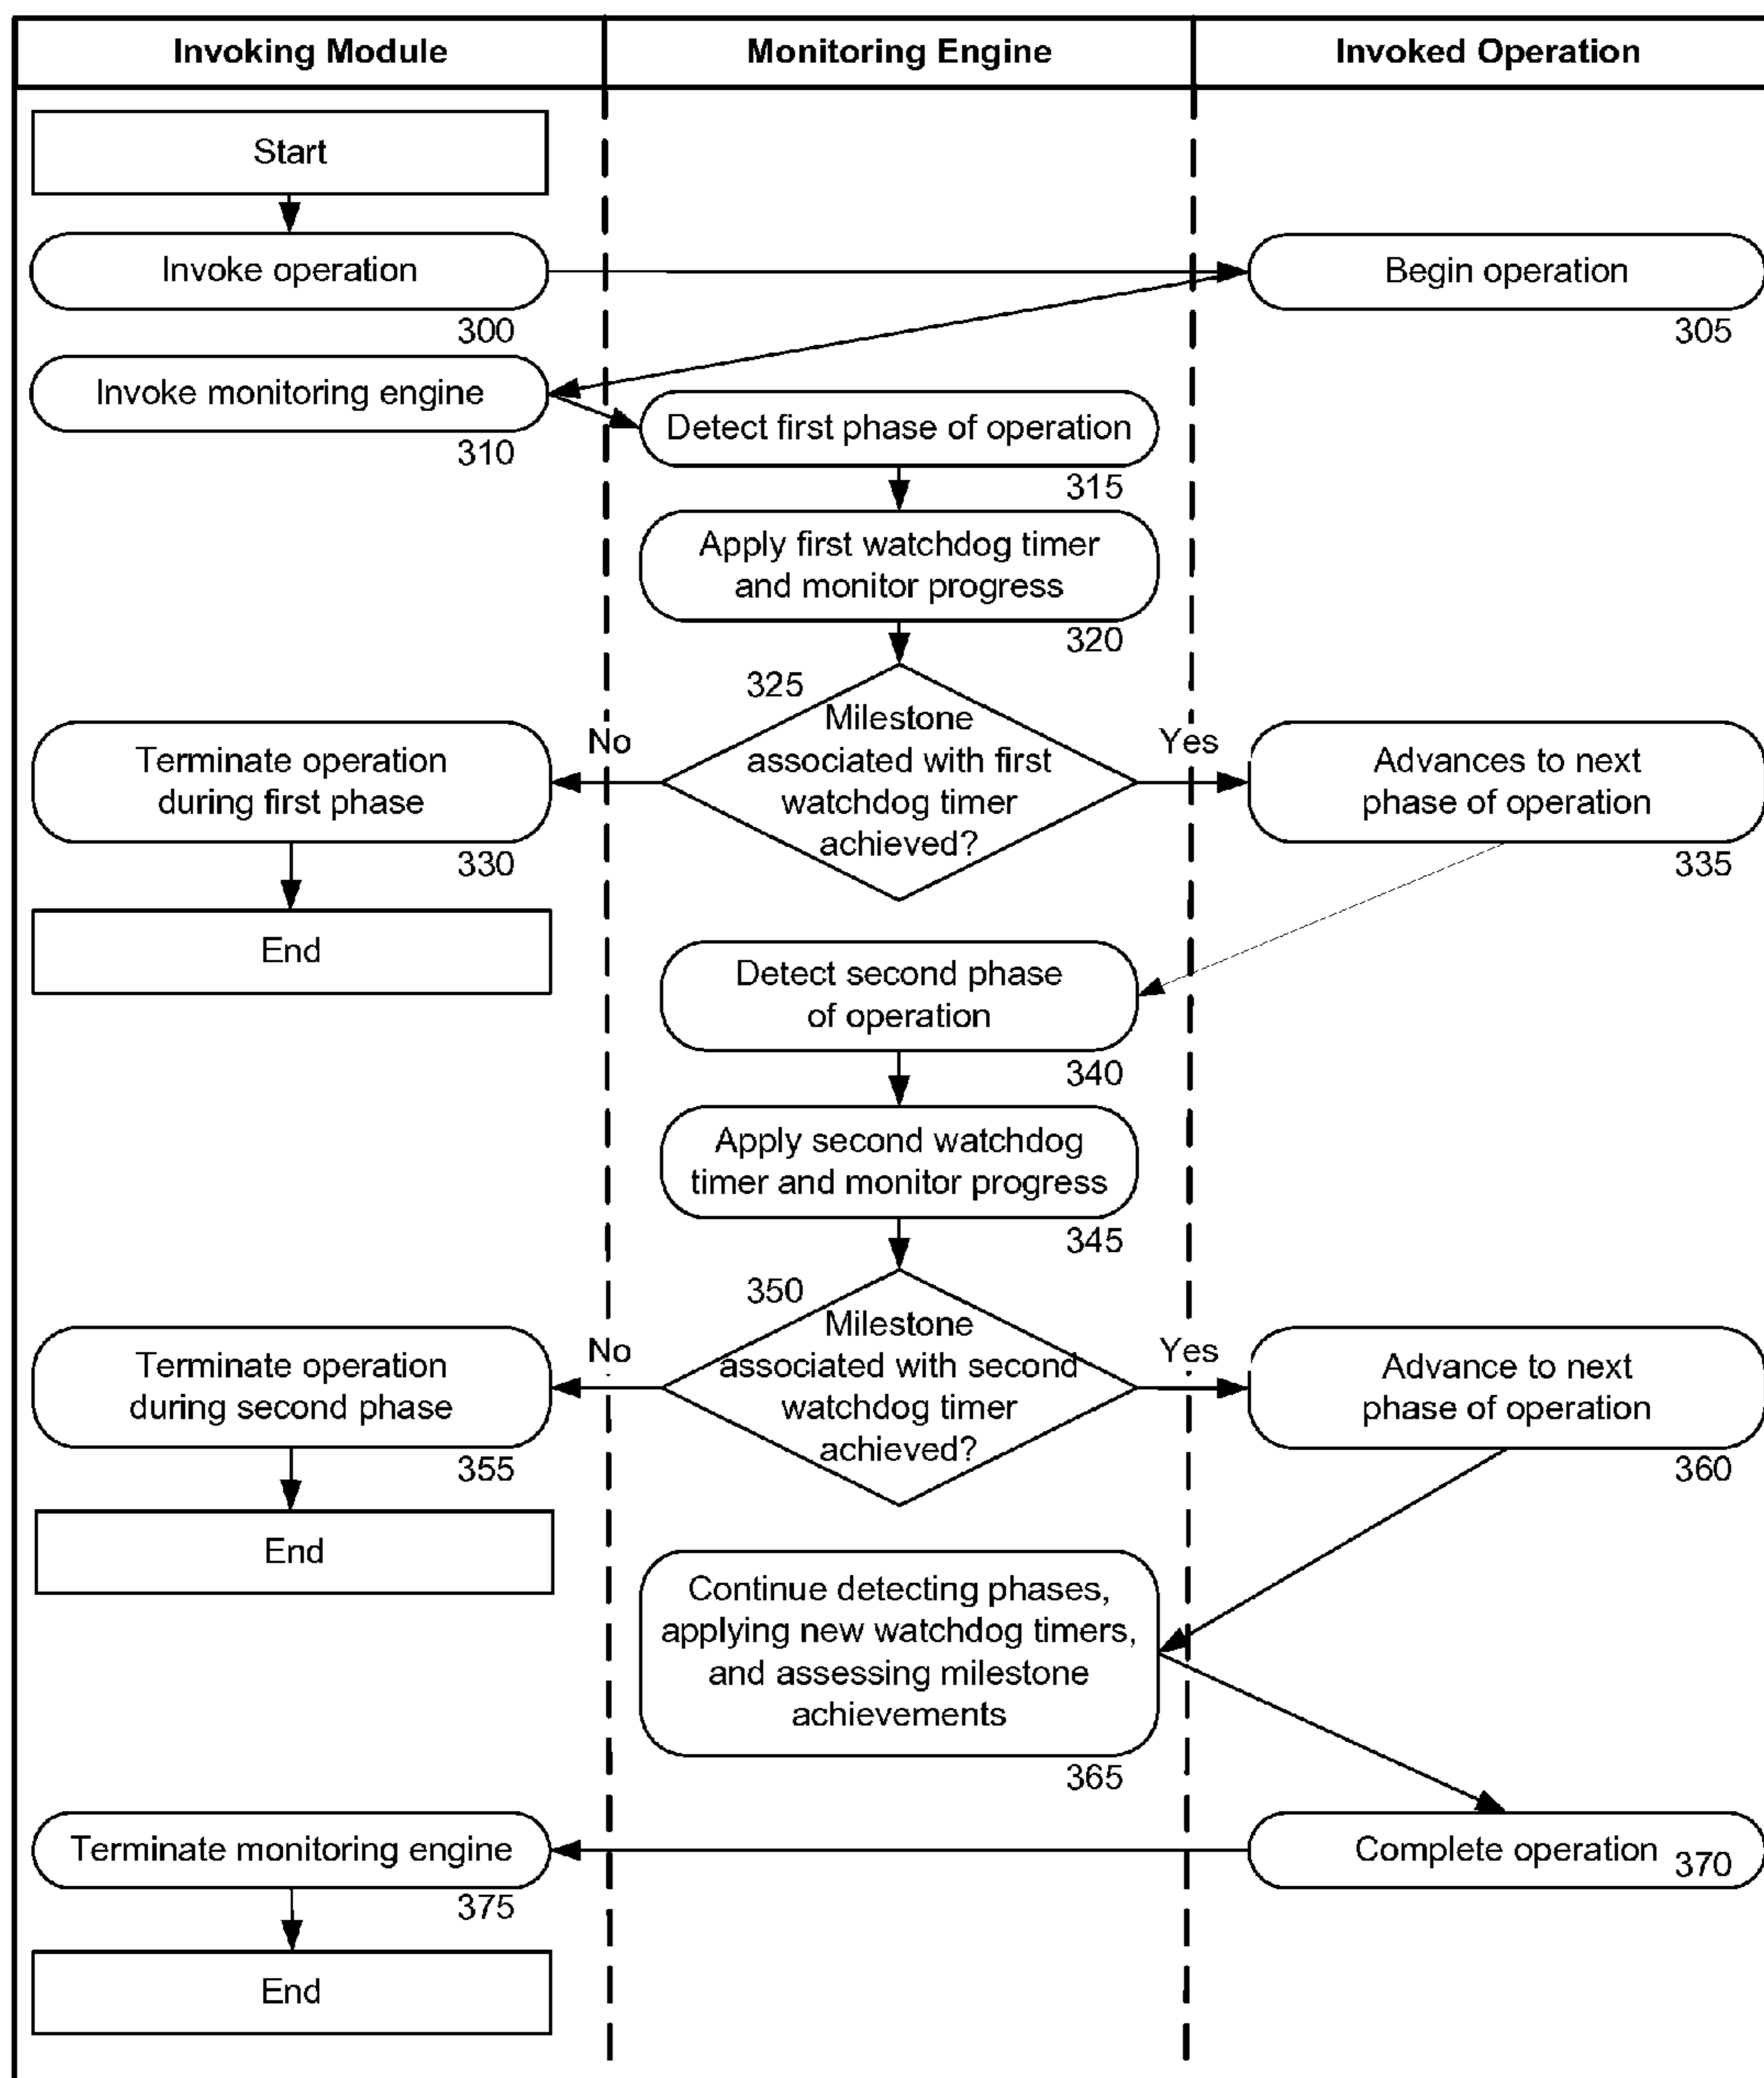 Invoking Module
Monitoring Engine
Invoked Operation
Start
Invoke operation
300
Begin operation
305
Invoke monitoring engine
310
Detect first phase of operation
315
Apply first watchdog timer
and monitor progress
320
325
Milestone
associated with first
watchdog timer
achieved?
No
Yes
Terminate operation
during first phase
330
Advances to next
phase of operation
335
End
Detect second phase
of operation
340
Apply second watchdog
timer and monitor progress
345
350
Milestone
associated with second
watchdog timer
achieved?
No
Yes
Terminate operation
during second phase
355
Advance to next
phase of operation
360
End
Continue detecting phases,
applying new watchdog timers,
and assessing milestone
achievements
365
Complete operation
370
Terminate monitoring engine
375
End